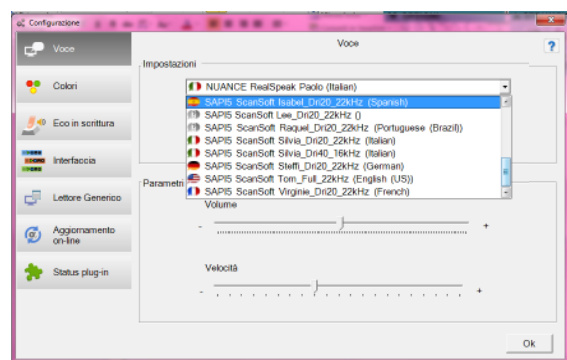 Configurazione
Voce
Voce
?
Impostazioni
Colori
NUANCE RealSpeak Paolo (Italian)
SAPI5 ScanSoft Isabel_Dri20_22kHz (Spanish)
SAPI5 ScanSoft Lee_Dri20_22kHz ()
Eco in scrittura
SAPI5 ScanSoft Raquel_Dri20_22kHz (Portuguese (Brazil))
SAPI5 ScanSoft Silvia_Dri20_22kHz (Italian)
Interfaccia
SAPI5 ScanSoft Silvia_Dri40_16kHz (Italian)
SAPI5 ScanSoft Steffi_Dri20_22kHz (German)
SAPI5 ScanSoft Tom_Full_22kHz (English (US))
Parametri
SAPI5 ScanSoft Virginie_Dri20_22kHz (French)
Lettore Generico
Volume
- +
Aggiornamento
on-line
Velocità
Status plug-in
- +
Ok